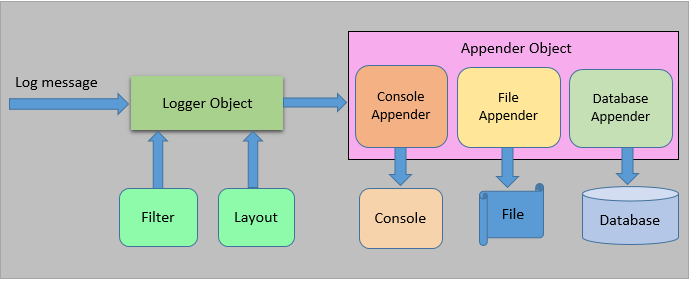 Log message
Logger Object
Filter
Layout
Appender Object
Console
Appender
File
Appender
Database
Appender
Console
File
Database